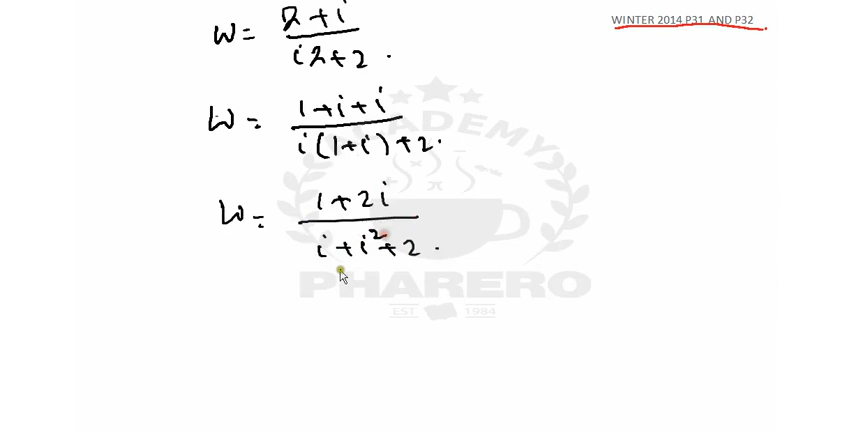 WINTER 2014 P31 AND P32
W = z + i / iz + 2 .
W = 1 + i + i / i(1 + i) + 2.
W = 1 + 2i / i + i² + 2 .
ACADEMY
PHARERO
EST 1984